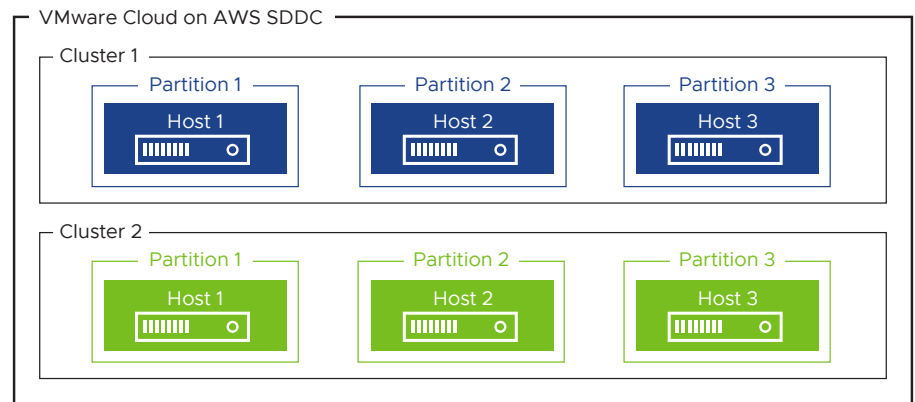 VMware Cloud on AWS SDDC
Cluster 1
Partition 1 Partition 2 Partition 3
Host 1 Host 2 Host 3
Cluster 2
Partition 1 Partition 2 Partition 3
Host 1 Host 2 Host 3